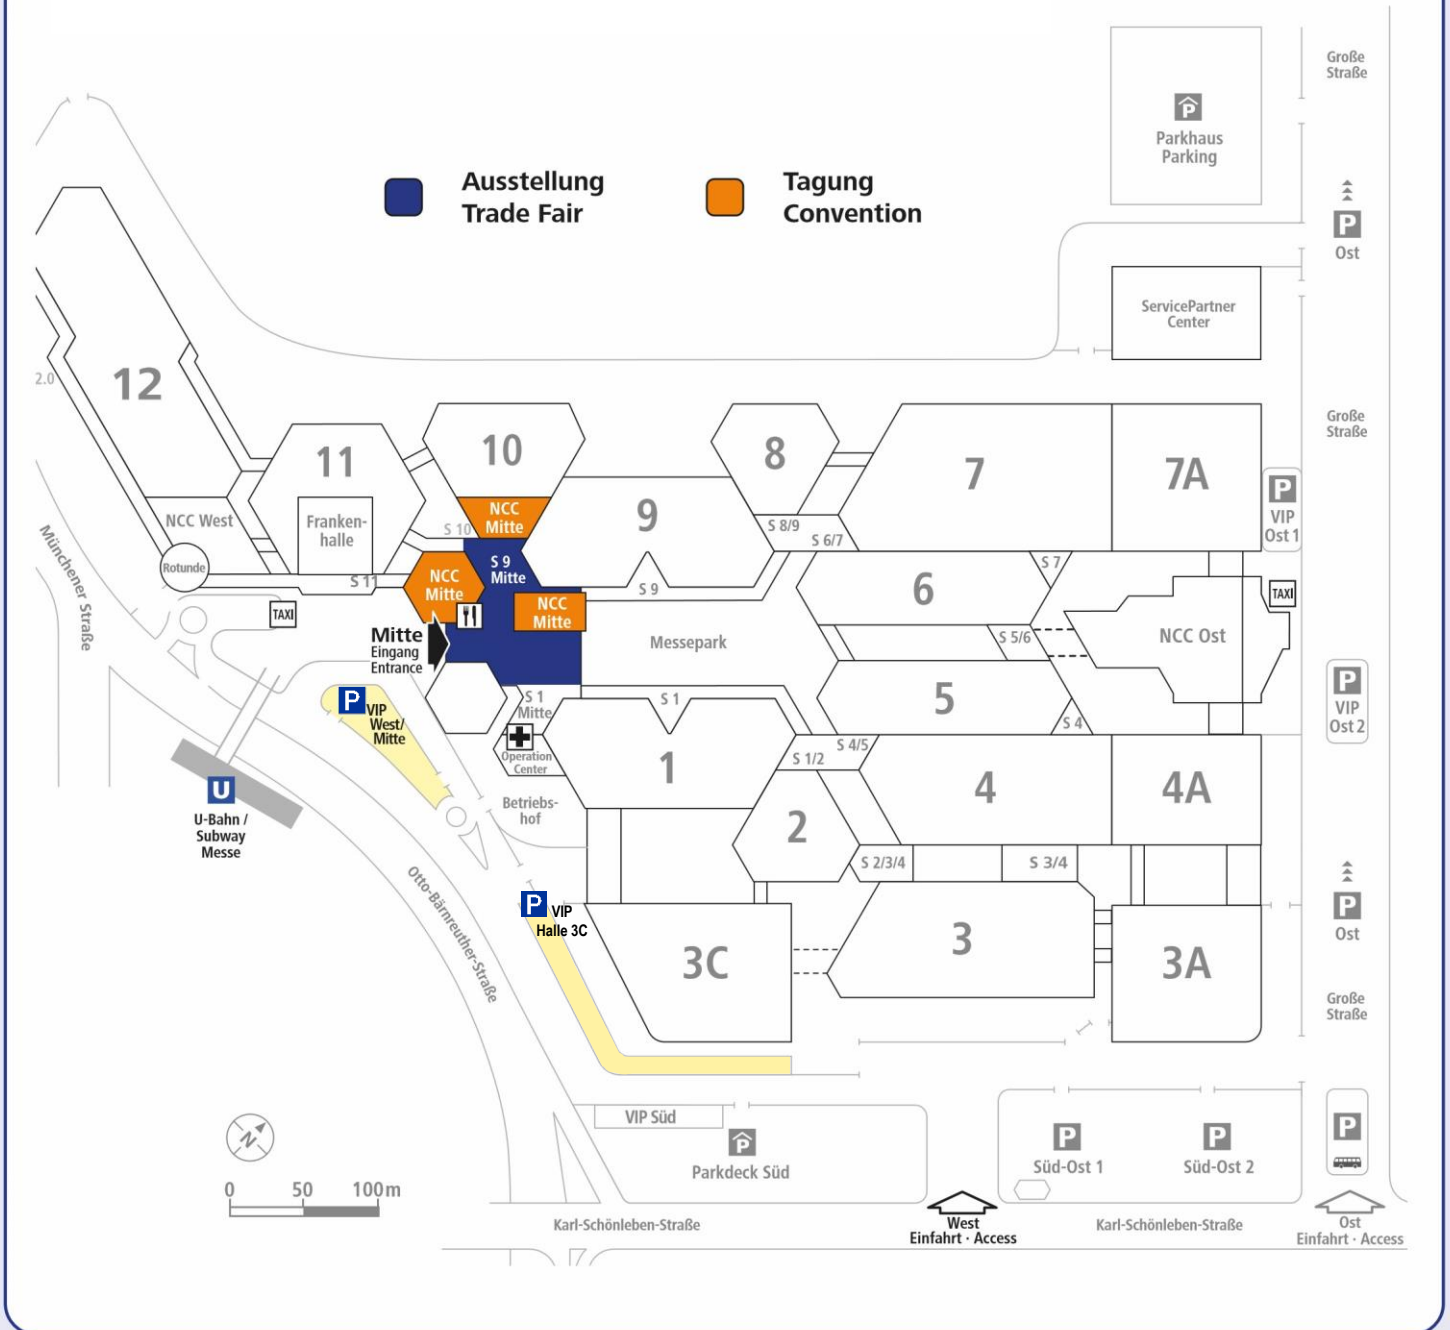 Große
Straße
P
Parkhaus
Parking
Ausstellung
Trade Fair
Tagung
Convention
P
Ost
ServicePartner
Center
2.0
12
11
10
8
7
7A
Große
Straße
9
NCC West
Franken-
halle
S 10
NCC
Mitte
S 8/9
S 6/7
P
VIP
Ost 1
Münchener Straße
Rotunde
S 11
NCC
Mitte
S 9
Mitte
S 9
6
S 7
TAXI
NCC
Mitte
TAXI
Mitte
Eingang
Entrance
Messepark
S 5/6
NCC Ost
P
VIP
West/
Mitte
S 1
Mitte
S 1
5
S 4
P
VIP
Ost 2
Operation
Center
1
S 1/2
S 4/5
4
4A
U
U-Bahn /
Subway
Messe
Betriebs-
hof
2
S 2/3/4
S 3/4
Otto-Bärnreuther-Straße
P
VIP
Halle 3C
3C
3
3A
P
Ost
Große
Straße
N
0 50 100 m
VIP Süd
P
Parkdeck Süd
P
Süd-Ost 1
P
Süd-Ost 2
P
Karl-Schönleben-Straße
West
Einfahrt · Access
Karl-Schönleben-Straße
Ost
Einfahrt · Access